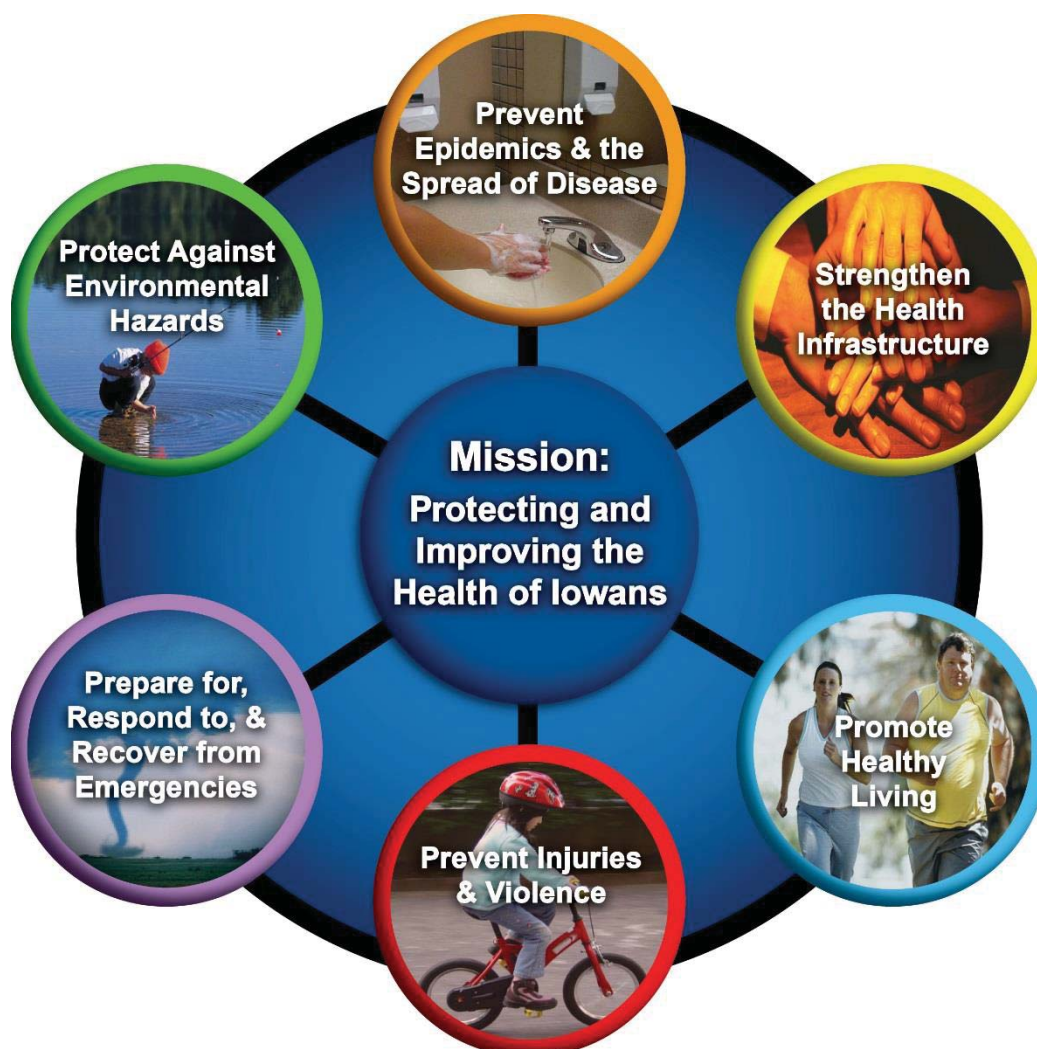 Prevent
Epidemics & the
Spread of Disease
Protect Against
Environmental
Hazards
Strengthen
the Health
Infrastructure
Mission:
Protecting and
Improving the
Health of Iowans
Prepare for,
Respond to, &
Recover from
Emergencies
Promote
Healthy
Living
Prevent Injuries
& Violence